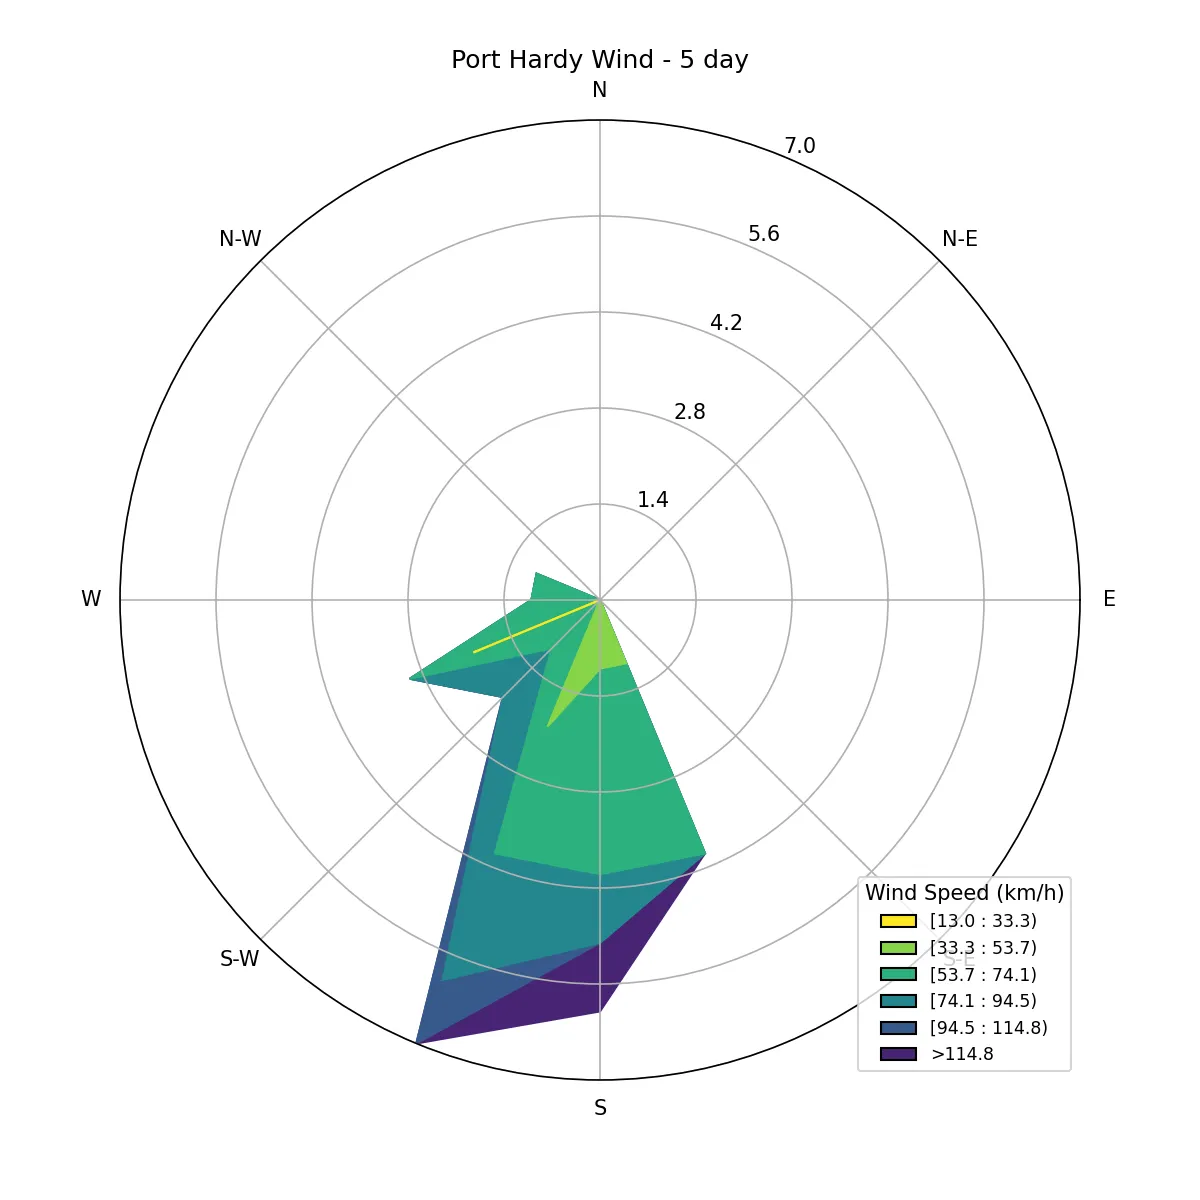 Port Hardy Wind - 5 day
N
7.0
N-W
5.6
N-E
4.2
2.8
1.4
W
E
S-W
S-E
S
Wind Speed (km/h)
[13.0 : 33.3)
[33.3 : 53.7)
[53.7 : 74.1)
[74.1 : 94.5)
[94.5 : 114.8)
>114.8